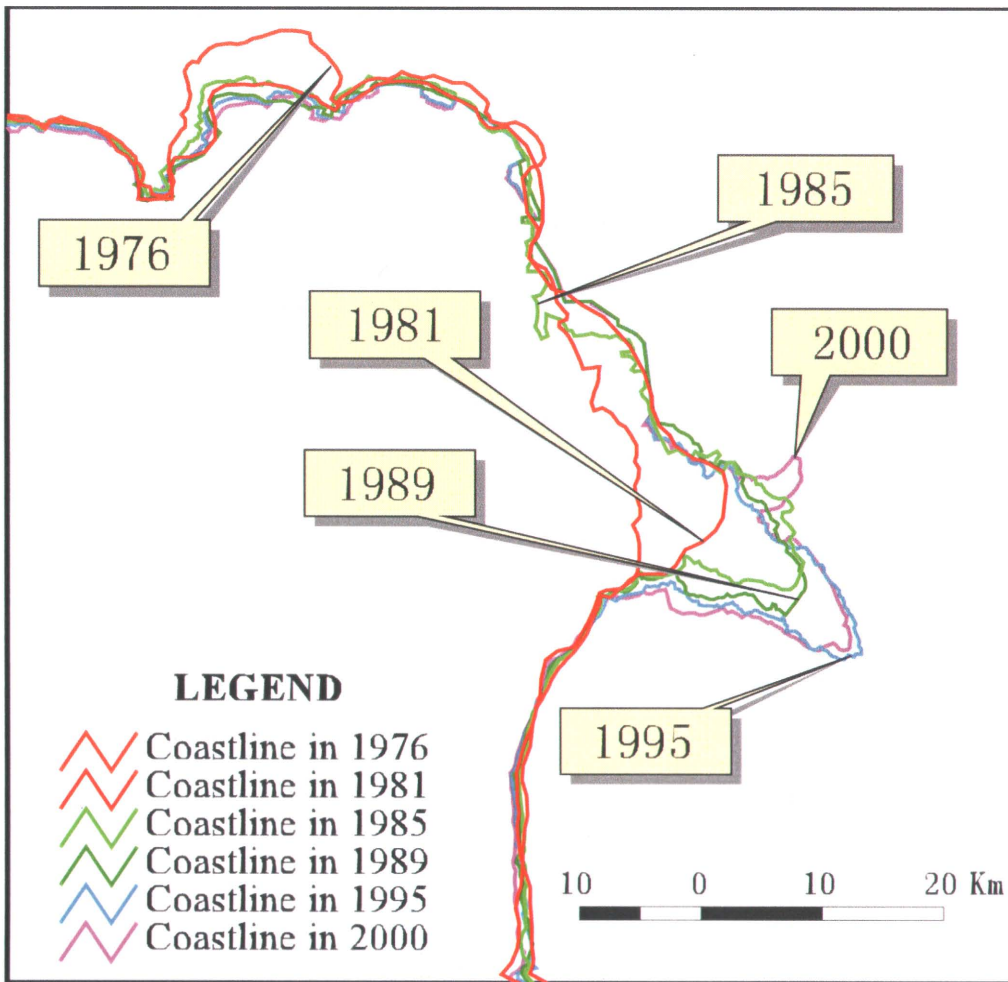 1985
1976
1981
2000
1989
1995
LEGEND
Coastline in 1976
Coastline in 1981
Coastline in 1985
Coastline in 1989
Coastline in 1995
Coastline in 2000
10 0 10 20 Km